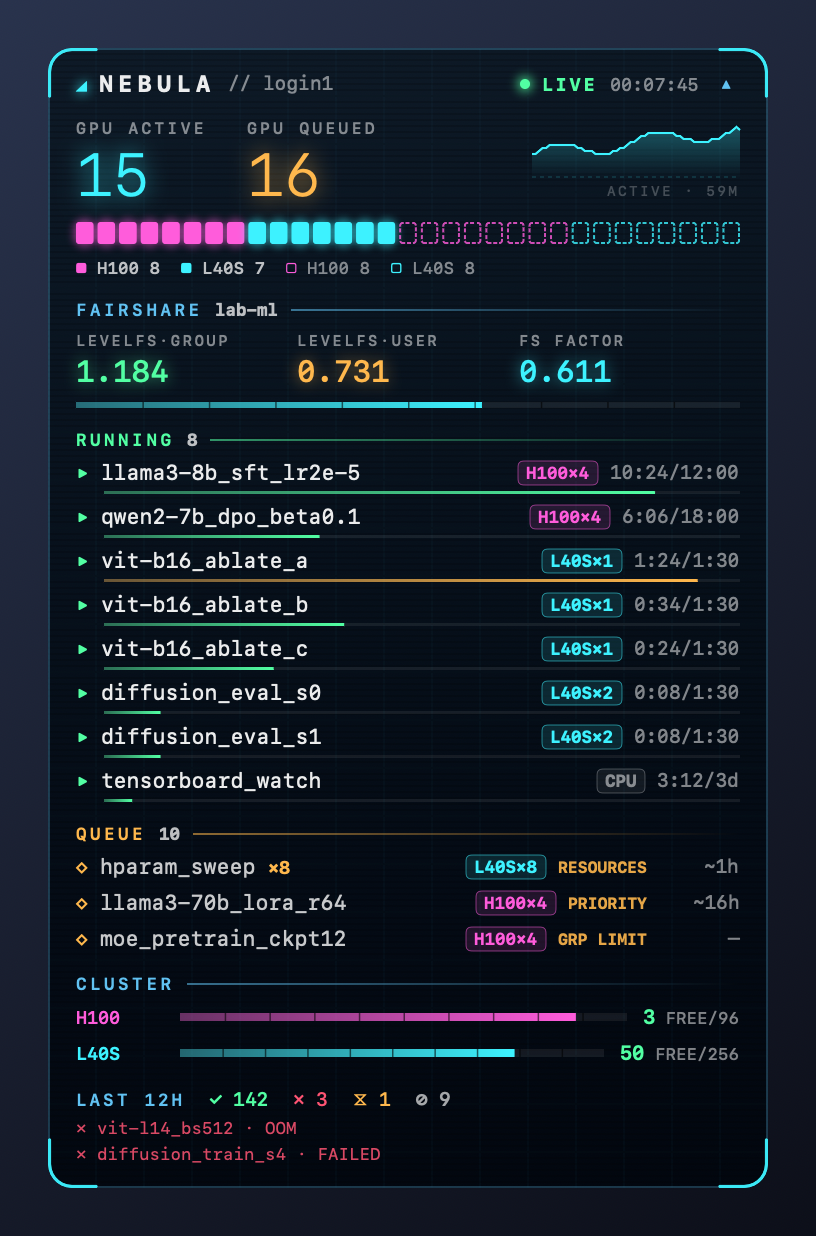 NEBULA // login1 LIVE 00:07:45
GPU ACTIVE GPU QUEUED
15 16
ACTIVE · 59M
H100 8 L40S 7 H100 8 L40S 8
FAIRSHARE lab-ml
LEVELFS·GROUP LEVELFS·USER FS FACTOR
1.184 0.731 0.611
RUNNING 8
llama3-8b_sft_lr2e-5 H100×4 10:24/12:00
qwen2-7b_dpo_beta0.1 H100×4 6:06/18:00
vit-b16_ablate_a L40S×1 1:24/1:30
vit-b16_ablate_b L40S×1 0:34/1:30
vit-b16_ablate_c L40S×1 0:24/1:30
diffusion_eval_s0 L40S×2 0:08/1:30
diffusion_eval_s1 L40S×2 0:08/1:30
tensorboard_watch CPU 3:12/3d
QUEUE 10
hparam_sweep ×8 L40S×8 RESOURCES ~1h
llama3-70b_lora_r64 H100×4 PRIORITY ~16h
moe_pretrain_ckpt12 H100×4 GRP LIMIT —
CLUSTER
H100 3 FREE/96
L40S 50 FREE/256
LAST 12H ✓ 142 × 3 ⧖ 1 ⊘ 9
× vit-l14_bs512 · OOM
× diffusion_train_s4 · FAILED